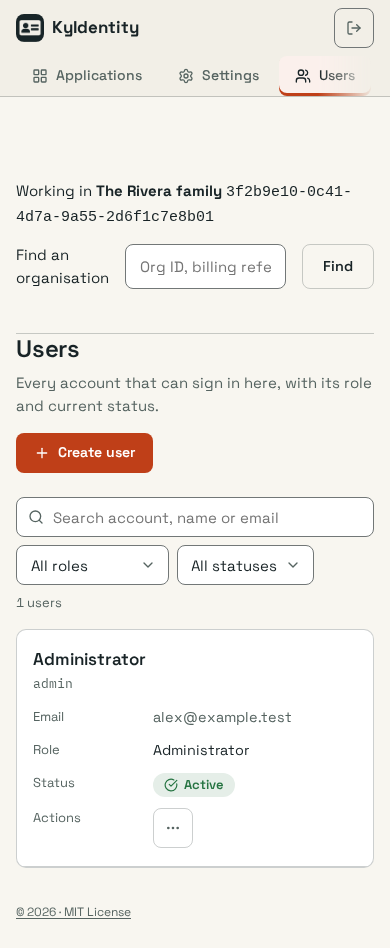 KyIdentity
Applications
Settings
Users
Working in The Rivera family 3f2b9e10-0c41-
4d7a-9a55-2d6f1c7e8b01
Find an
organisation
Org ID, billing refe
Find
Users
Every account that can sign in here, with its role
and current status.
Create user
Search account, name or email
All roles
All statuses
1 users
Administrator
admin
Email
alex@example.test
Role
Administrator
Status
Active
Actions
© 2026 · MIT License